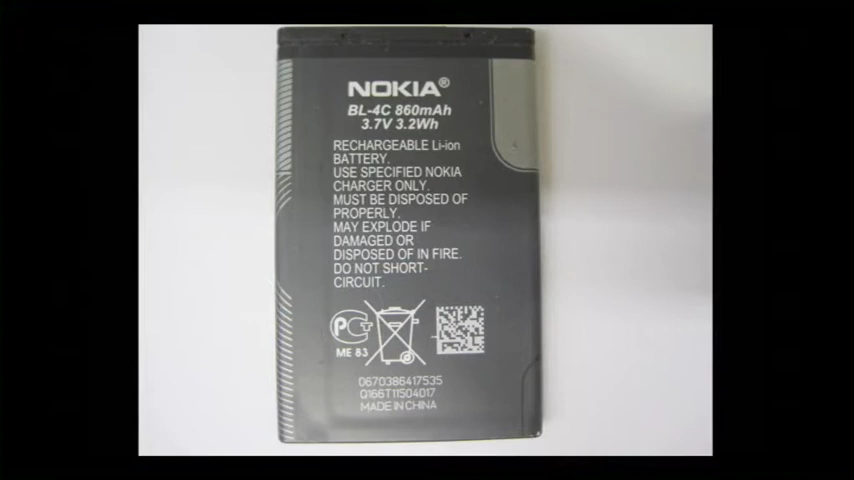 NOKIA®
BL-4C 860mAh
3.7V 3.2Wh
RECHARGEABLE Li-ion
BATTERY.
USE SPECIFIED NOKIA
CHARGER ONLY.
MUST BE DISPOSED OF
PROPERLY.
MAY EXPLODE IF
DAMAGED OR
DISPOSED OF IN FIRE.
DO NOT SHORT-
CIRCUIT.
РСТ
ME 83
0670386417535
Q166T11504017
MADE IN CHINA